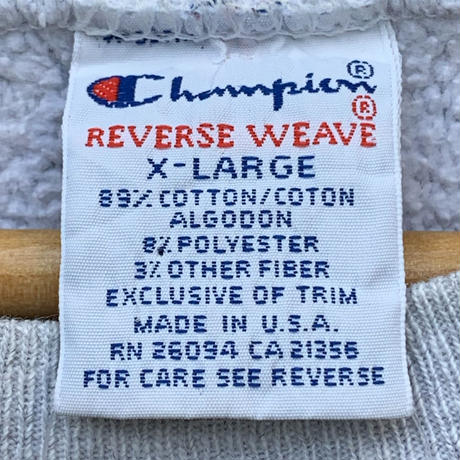 Champion®
REVERSE WEAVE®
X-LARGE
89% COTTON/COTON
ALGODON
8% POLYESTER
3% OTHER FIBER
EXCLUSIVE OF TRIM
MADE IN U.S.A.
RN 26094 CA 21356
FOR CARE SEE REVERSE